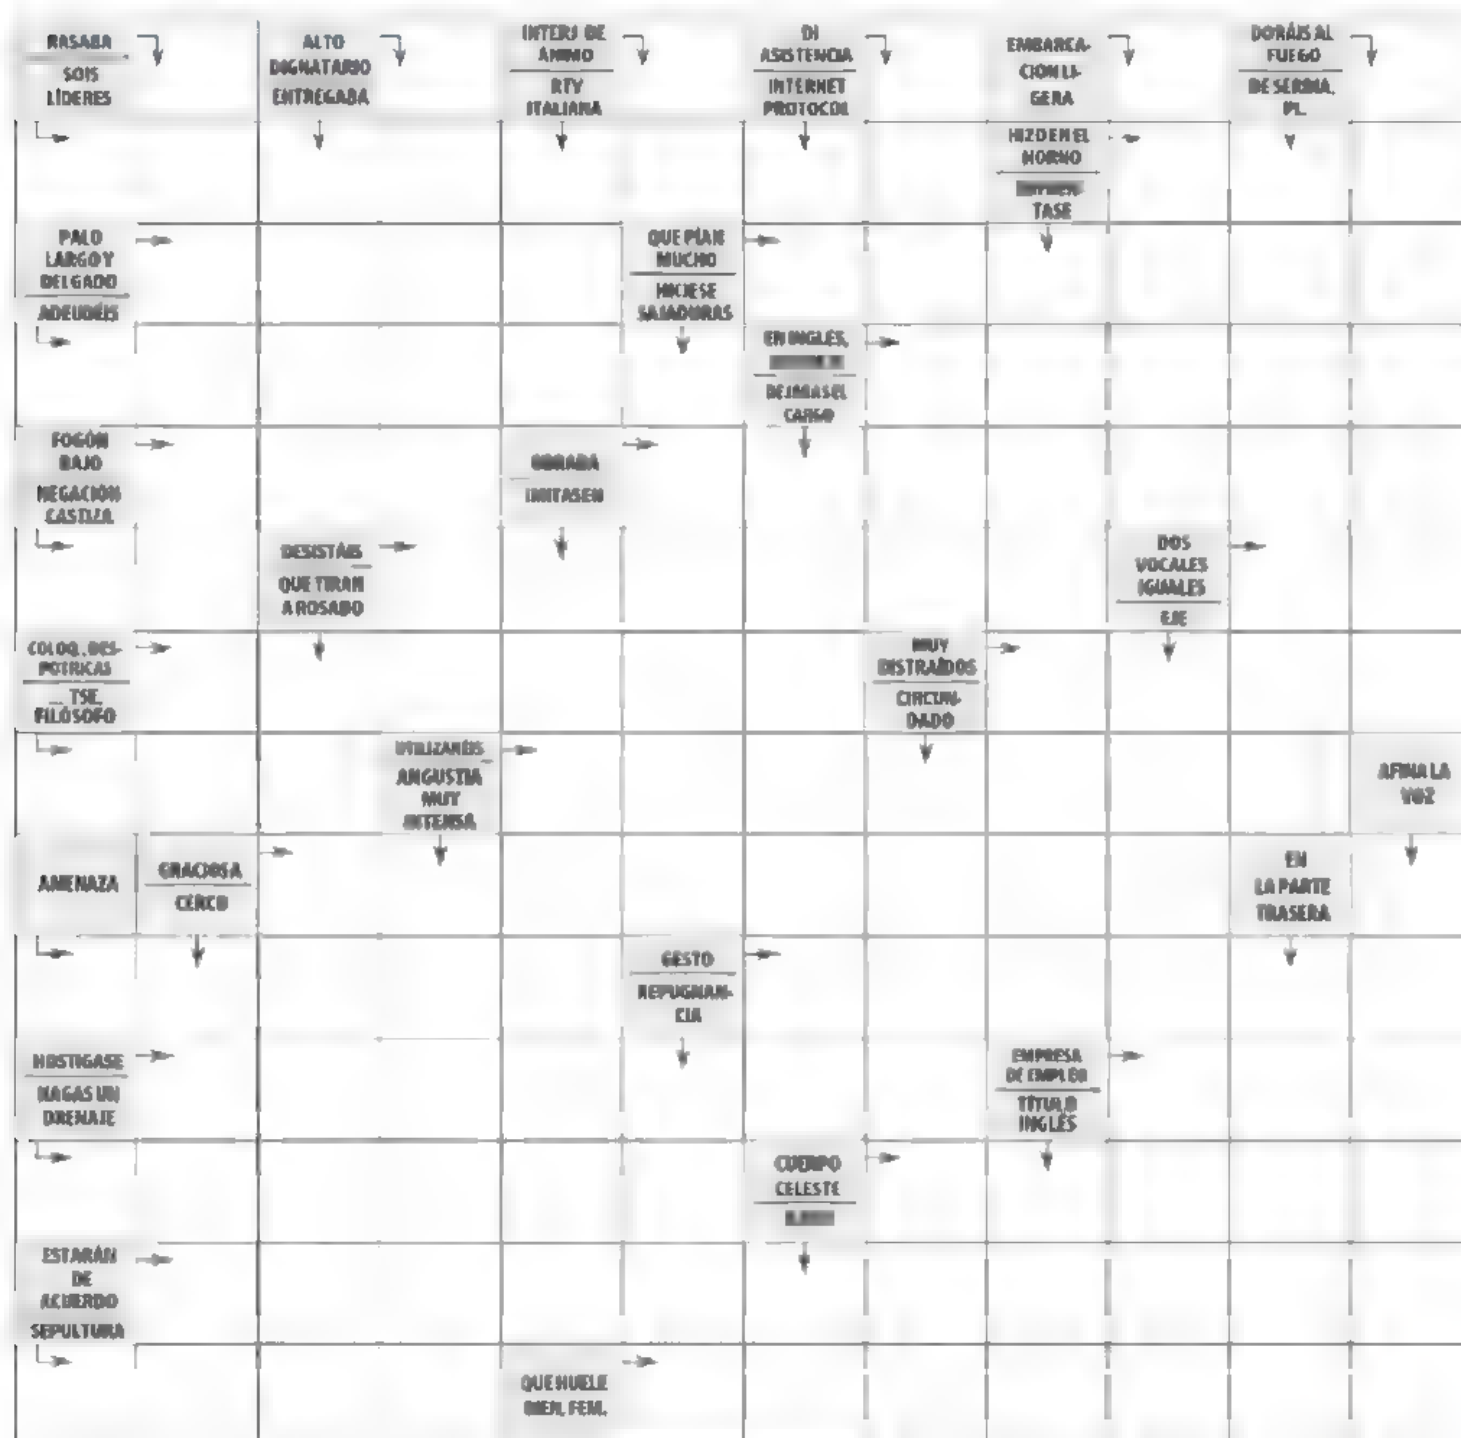 RASABA
SOIS
LÍDERES
ALTO
DIGNATARIO
ENTREGABA
INTERJ DE
ÁNIMO
RTV
ITALIANA
DI
ASISTENCIA
INTERNET
PROTOCOL
EMBARCA-
CION LI-
GERA
DORÁIS AL
FUEGO
DE SERBIA,
PL.
HIZO EN EL
HORNO
TASE
PALO
LARGO Y
DELGADO
ADEUDÉIS
QUE PÍAN
MUCHO
HICIESE
SAJADURAS
EN INGLÉS,
DEJARAS EL
CARGO
FOGÓN
BAJO
NEGACIÓN
CASTIZA
OBRABA
IMITASEN
DESISTÁIS
QUE TIRAN
A ROSADO
DOS
VOCALES
IGUALES
EJE
COLOQ., DES-
POTRICAS
... TSE,
FILÓSOFO
MUY
DISTRAÍDOS
CIRCUN-
DADO
UTILIZARÉIS
ANGUSTIA
MUY
INTENSA
AFINA LA
VOZ
AMENAZA
GRACIOSA
CERCO
EN
LA PARTE
TRASERA
GESTO
REPUGNAN-
CIA
HOSTIGASE
HAGAS UN
DRENAJE
EMPRESA
DE EMPLEO
TÍTULO
INGLÉS
CUERPO
CELESTE
ESTARÁN
DE
ACUERDO
SEPULTURA
QUE HUELE
BIEN, FEM.